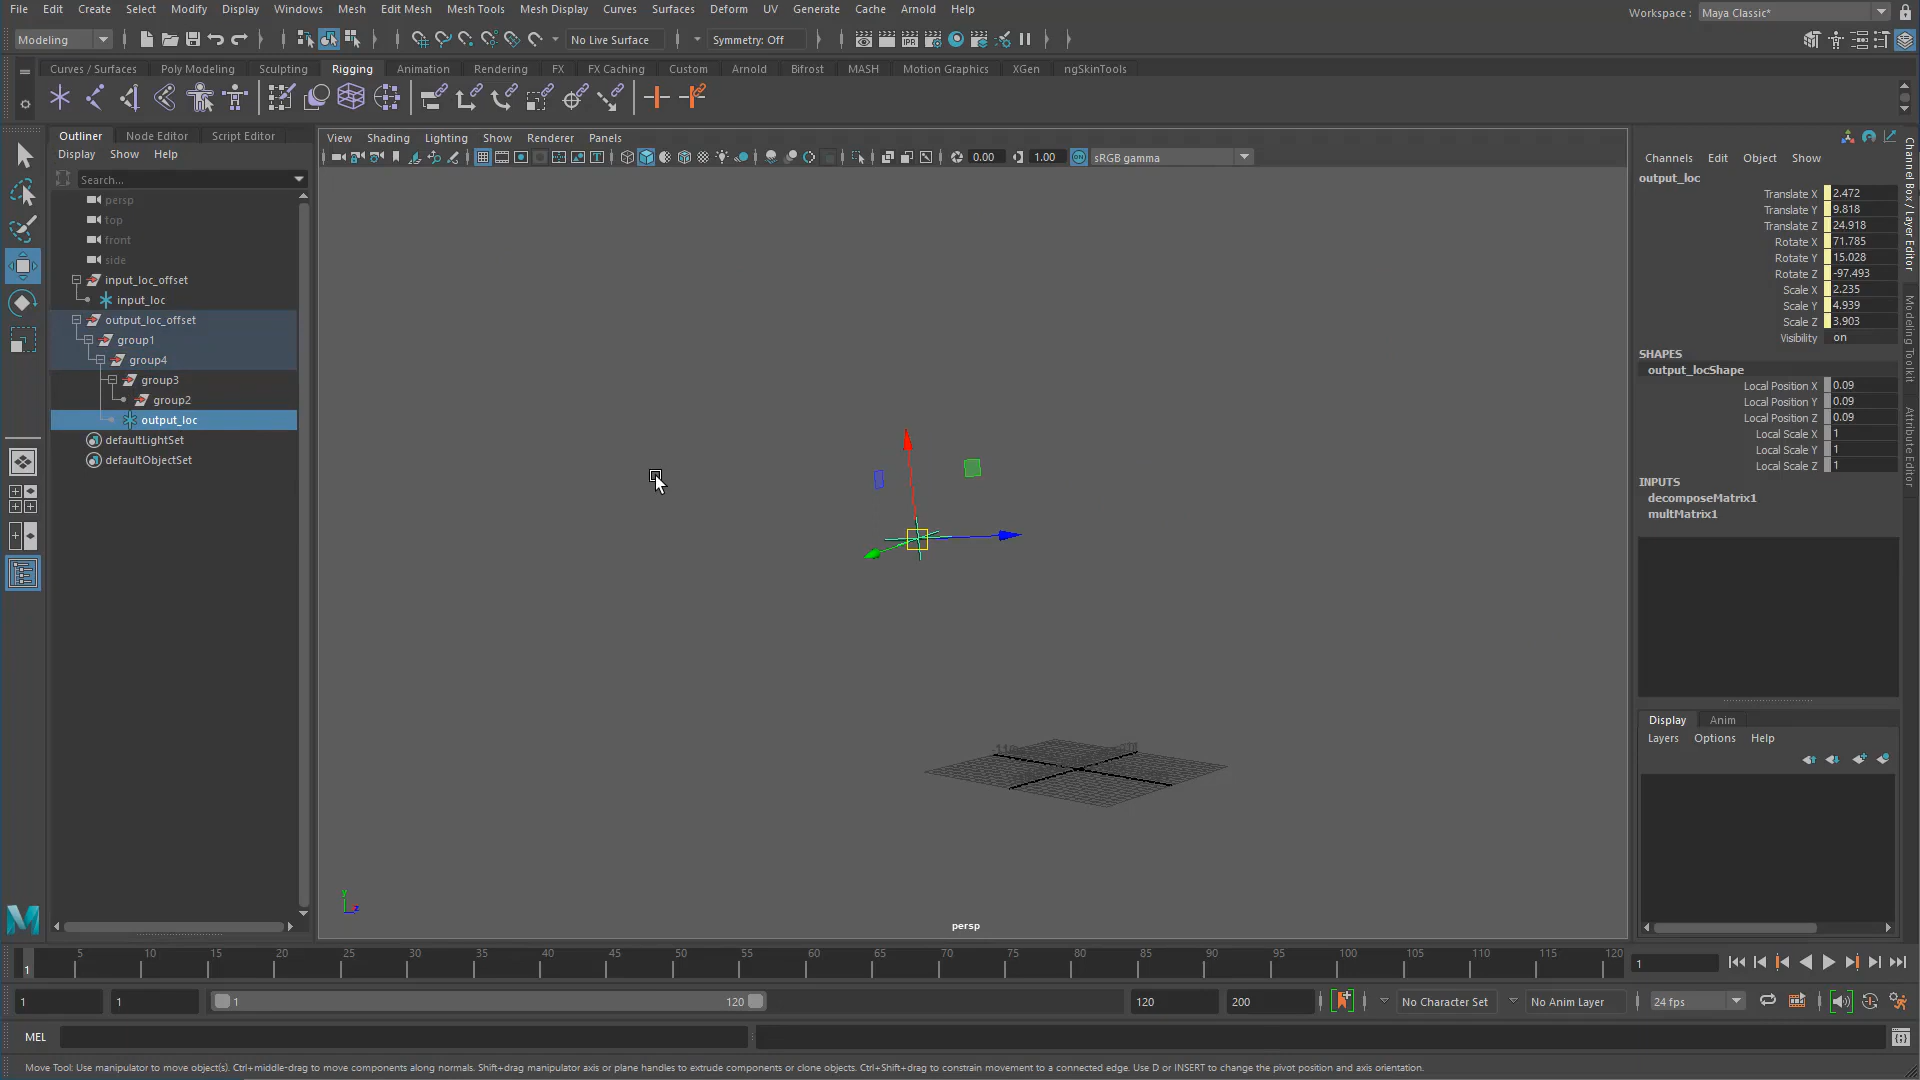 File Edit Create Select Modify Display Windows Mesh Edit Mesh Mesh Tools Mesh Display Curves Surfaces Deform UV Generate Cache Arnold Help
Workspace : Maya Classic*
Modeling No Live Surface Symmetry: Off
IPR
Curves / Surfaces Poly Modeling Sculpting Rigging Animation Rendering FX FX Caching Custom Arnold Bifrost MASH Motion Graphics XGen ngSkinTools
Outliner Node Editor Script Editor
Display Show Help
Search...
persp
top
front
side
input_loc_offset
input_loc
output_loc_offset
group1
group4
group3
group2
output_loc
defaultLightSet
defaultObjectSet
View Shading Lighting Show Renderer Panels
0.00 1.00 ON sRGB gamma
y
z
persp
Channels Edit Object Show
output_loc
Translate X 2.472
Translate Y 9.818
Translate Z 24.918
Rotate X 71.785
Rotate Y 15.028
Rotate Z -97.493
Scale X 2.235
Scale Y 4.939
Scale Z 3.903
Visibility on
SHAPES
output_locShape
Local Position X 0.09
Local Position Y 0.09
Local Position Z 0.09
Local Scale X 1
Local Scale Y 1
Local Scale Z 1
INPUTS
decomposeMatrix1
multMatrix1
Channel Box / Layer Editor
Modeling Toolkit
Attribute Editor
Display Anim
Layers Options Help
5 10 15 20 25 30 35 40 45 50 55 60 65 70 75 80 85 90 95 100 105 110 115 120
1
1
1 1 1 120 120 200 No Character Set No Anim Layer 24 fps
MEL
Move Tool: Use manipulator to move object(s). Ctrl+middle-drag to move components along normals. Shift+drag manipulator axis or plane handles to extrude components or clone objects. Ctrl+Shift+drag to constrain movement to a connected edge. Use D or INSERT to change the pivot position and axis orientation.